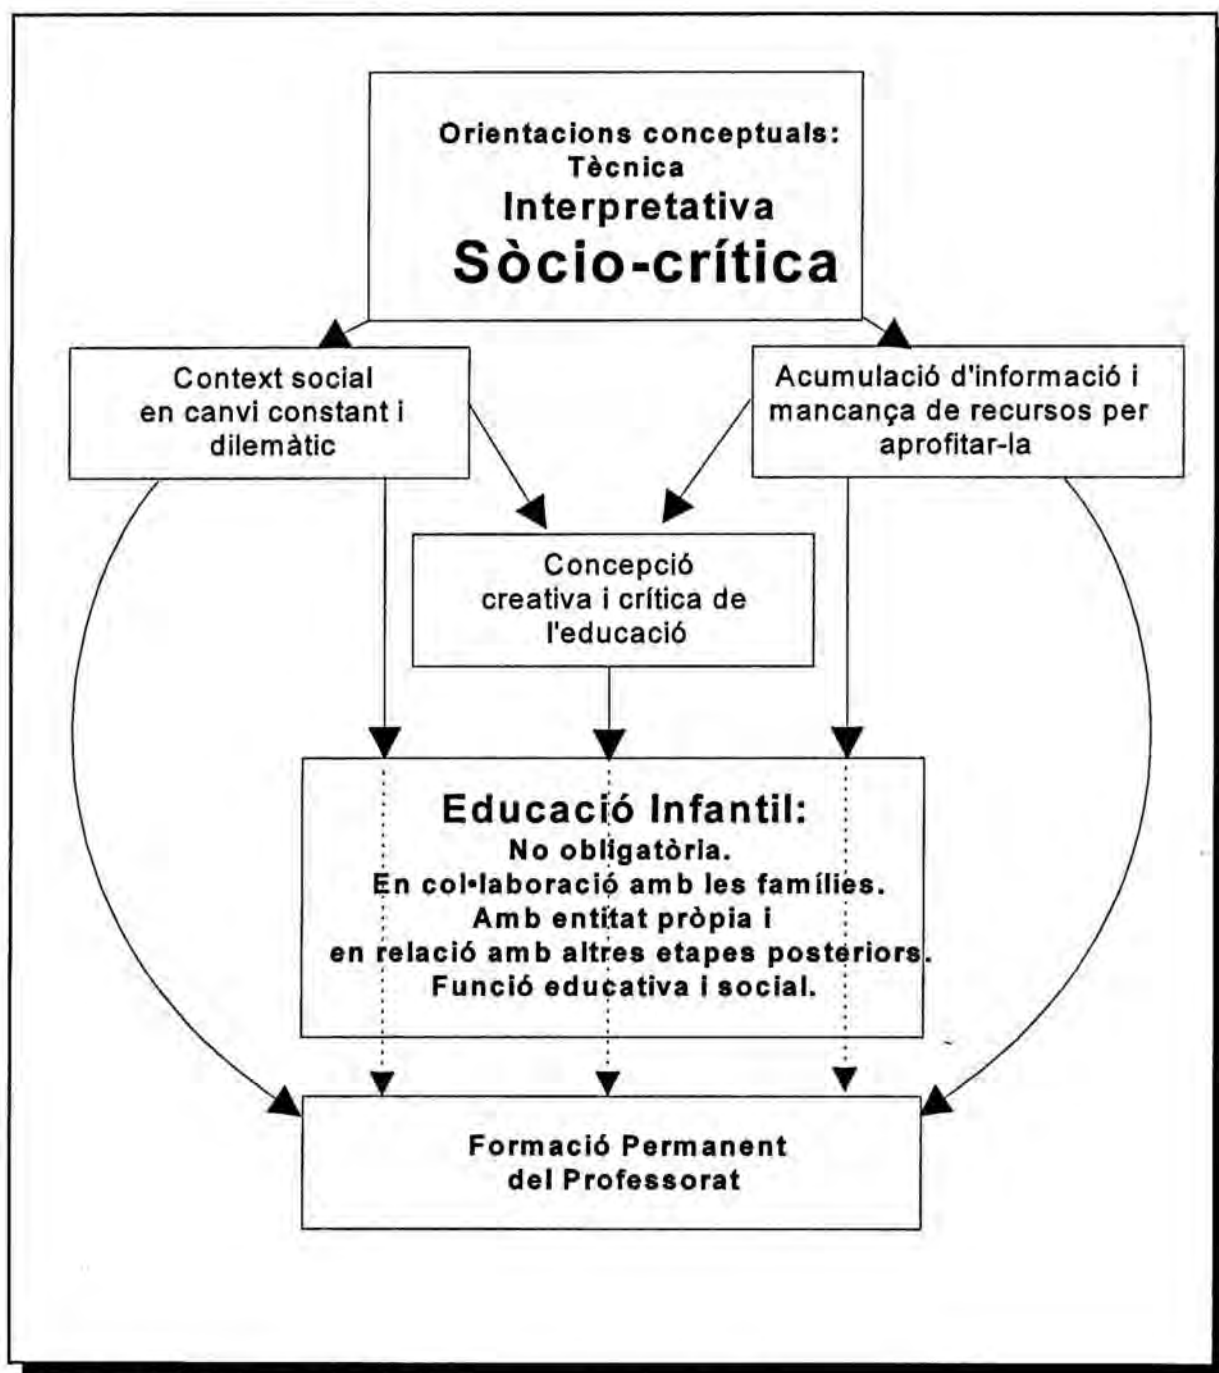 Orientacions conceptuals:
Tècnica
Interpretativa
Sòcio-crítica
Context social
en canvi constant i
dilemàtic
Acumulació d'informació i
mancança de recursos per
aprofitar-la
Concepció
creativa i crítica de
l'educació
Educació Infantil:
No obligatòria.
En col•laboració amb les famílies.
Amb entitat pròpia i
en relació amb altres etapes posteriors.
Funció educativa i social.
Formació Permanent
del Professorat